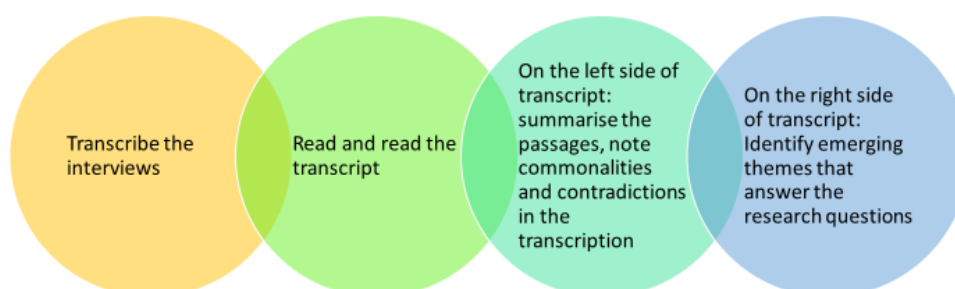 Transcribe the
interviews
Read and read the
transcript
On the left side of
transcript:
summarise the
passages, note
commonalities
and contradictions
in the
transcription
On the right side
of transcript:
Identify emerging
themes that
answer the
research questions